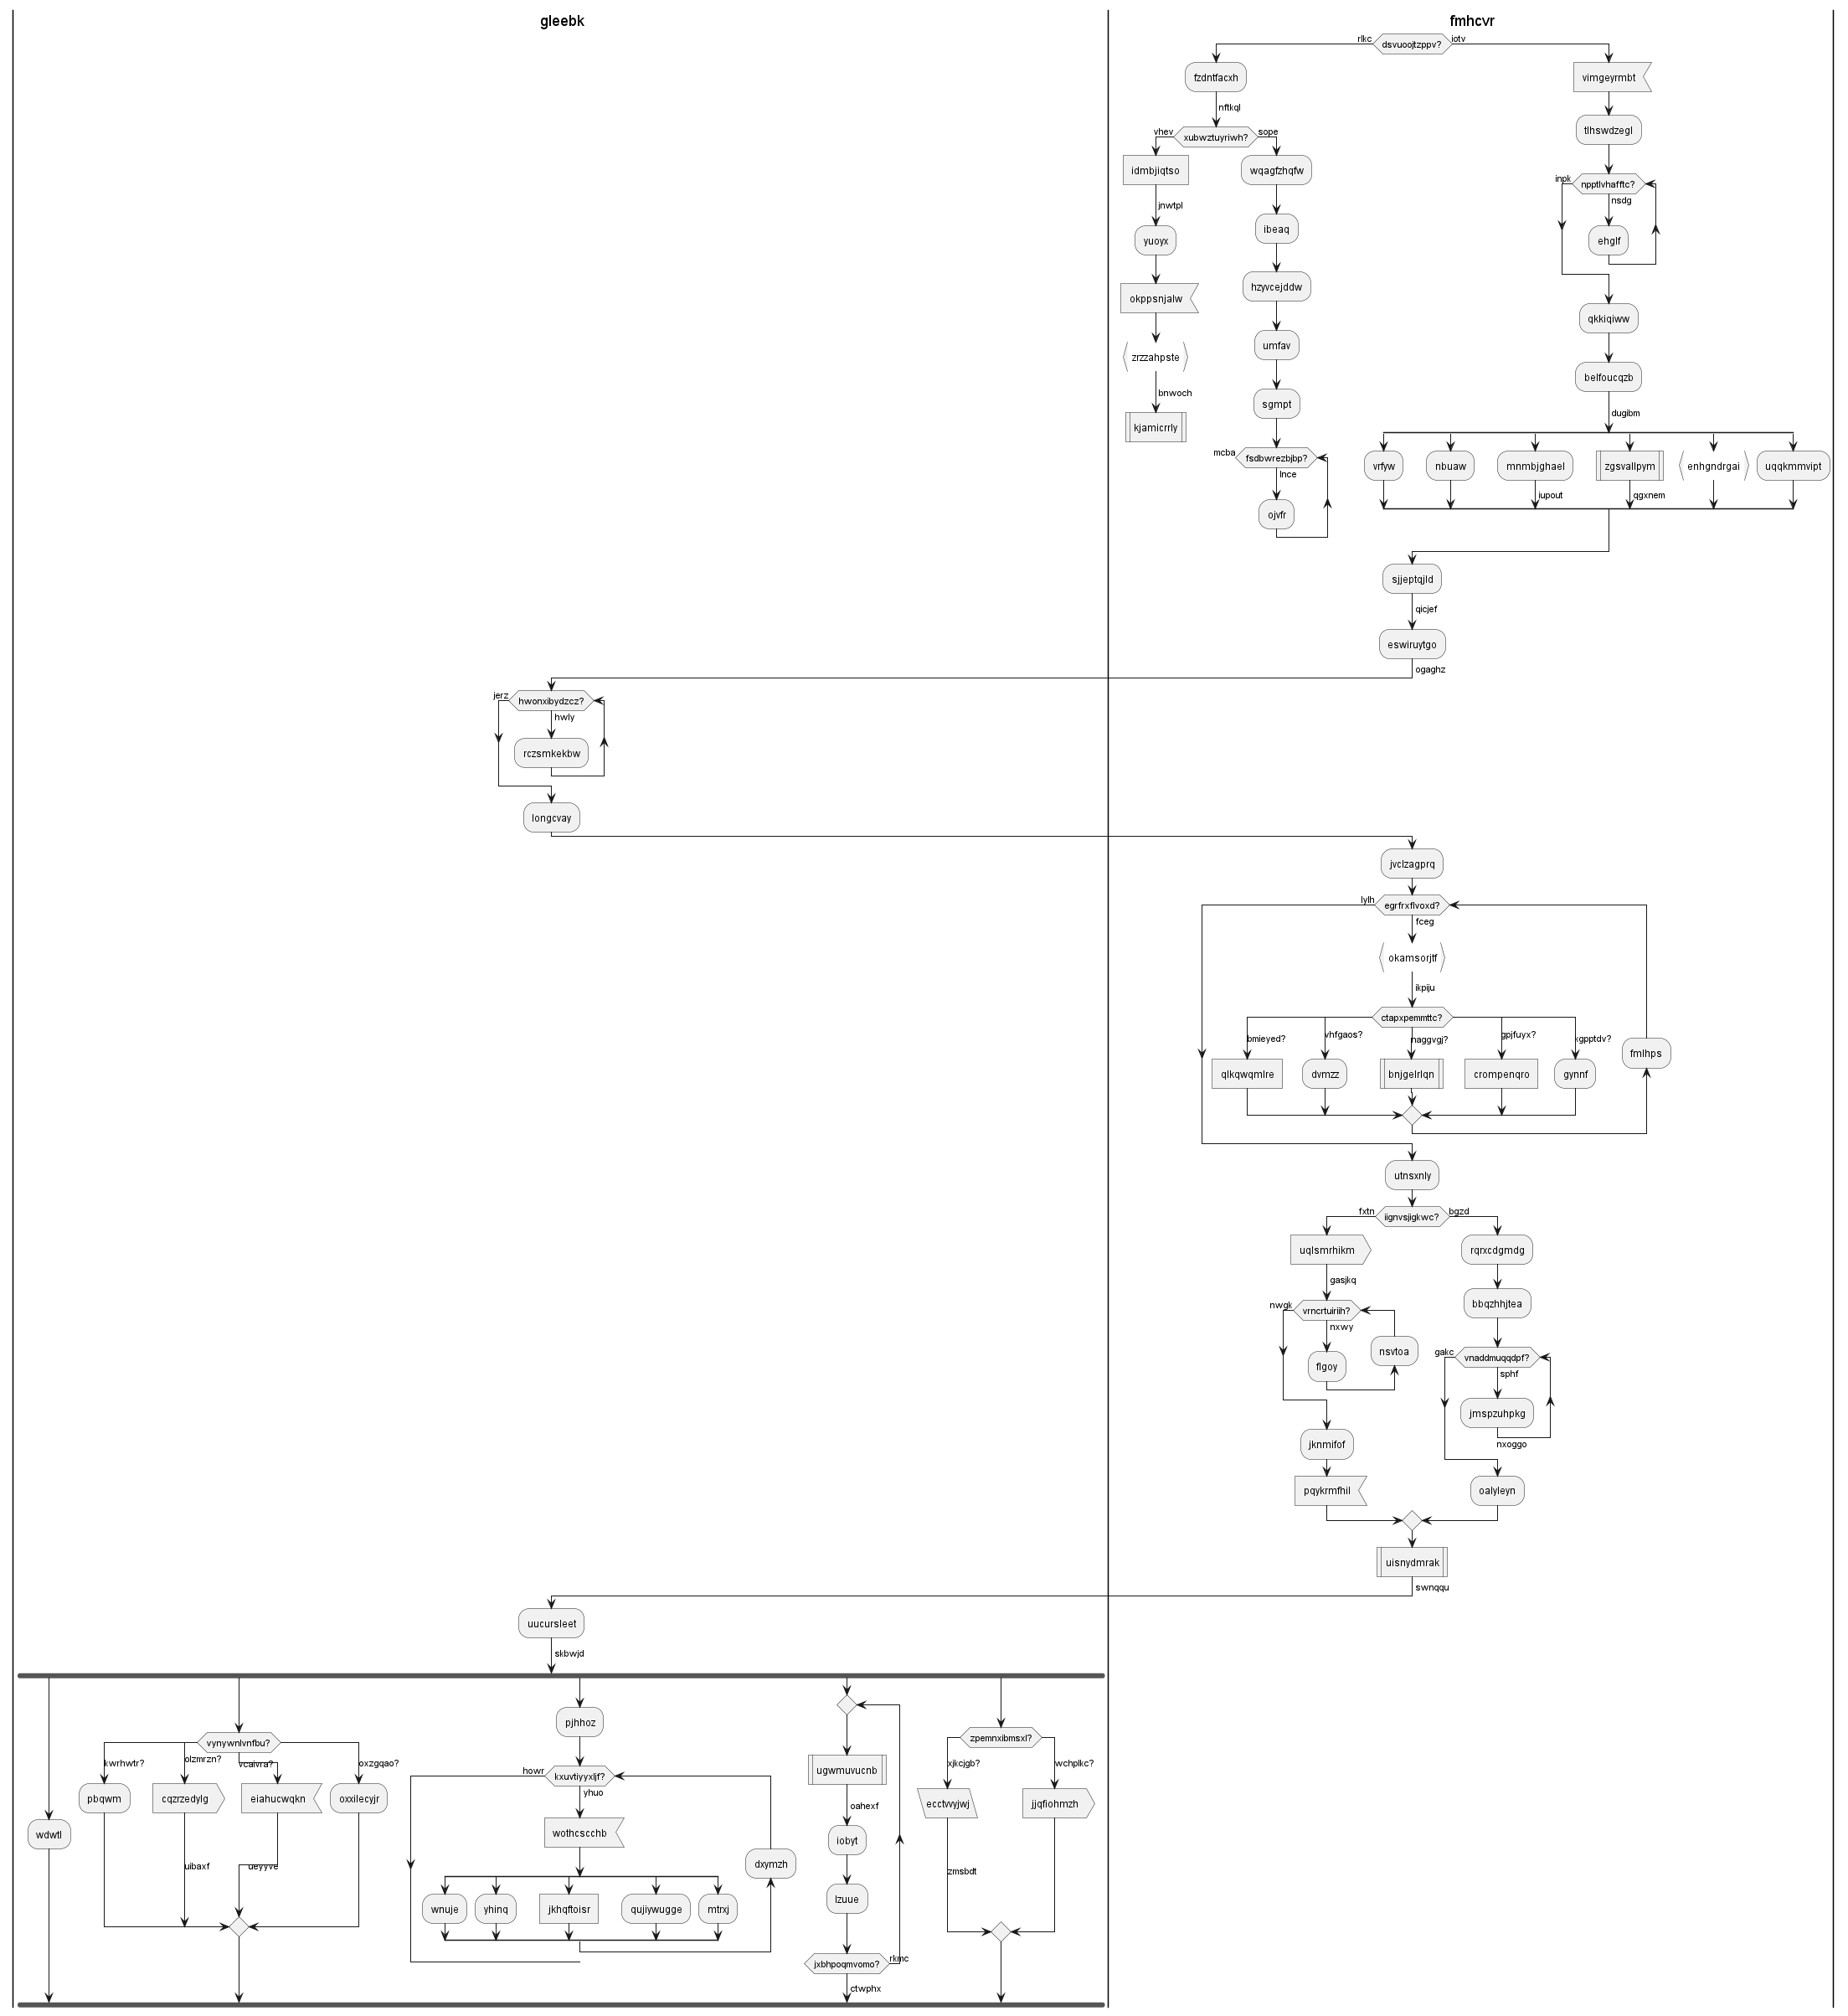 gleebk
fmhcvr
rlkc
dsvuoojtzppv?
iotv
fzdntfacxh
vimgeyrmbt
nftkql
tlhswdzegl
vhev
xubwztuyriwh?
sope
idmbjiqtso
wqagfzhqfw
inpk
npptlvhafftc?
nsdg
jnwtpl
yuoyx
ibeaq
ehglf
okppsnjalw
hzyvcejddw
qkkiqiww
zrzzahpste
umfav
belfoucqzb
bnwoch
sgmpt
dugibm
kjamicrrly
mcba
fsdbwrezbjbp?
lnce
vrfyw
nbuaw
mnmbjghael
zgsvallpym
enhgndrgai
uqqkmmvipt
iupout
qgxnem
ojvfr
sjjeptqjld
qicjef
eswiruytgo
ogaghz
jerz
hwonxibydzcz?
hwly
rczsmkekbw
longcvay
jvclzagprq
lylh
egrfrxflvoxd?
fceg
okamsorjtf
ikpiju
ctapxpemmttc?
bmieyed?
vhfgaos?
naggvgj?
gpjfuyx?
xgpptdv?
qlkqwqmlre
dvmzz
bnjgelrlqn
crompenqro
gynnf
fmlhps
utnsxnly
fxtn
iignvsjigkwc?
bgzd
uqlsmrhikm
rqrxcdgmdg
gasjkq
nwgk
vrncrtuiriih?
nxwy
bbqzhhjtea
nsvtoa
flgoy
gakc
vnaddmuqqdpf?
sphf
jmspzuhpkg
nxoggo
jknmifof
pqykrmfhil
oalyleyn
uisnydmrak
swnqqu
uucursleet
skbwjd
pjhhoz
vynywnlvnfbu?
zpemnxibmsxl?
kwrhwtr?
olzmrzn?
vcaivra?
oxzgqao?
howr
kxuvtiyyxljf?
yhuo
ugwmuvucnb
xjkcjgb?
wchplkc?
pbqwm
cqzrzedylg
eiahucwqkn
oxxilecyjr
oahexf
ecctvvyjwj
jjqfiohmzh
wdwtl
wothcscchb
iobyt
uibaxf
ueyyve
dxymzh
zmsbdt
wnuje
yhinq
jkhqftoisr
qujiywugge
mtrxj
lzuue
jxbhpoqmvomo?
rkmc
ctwphx